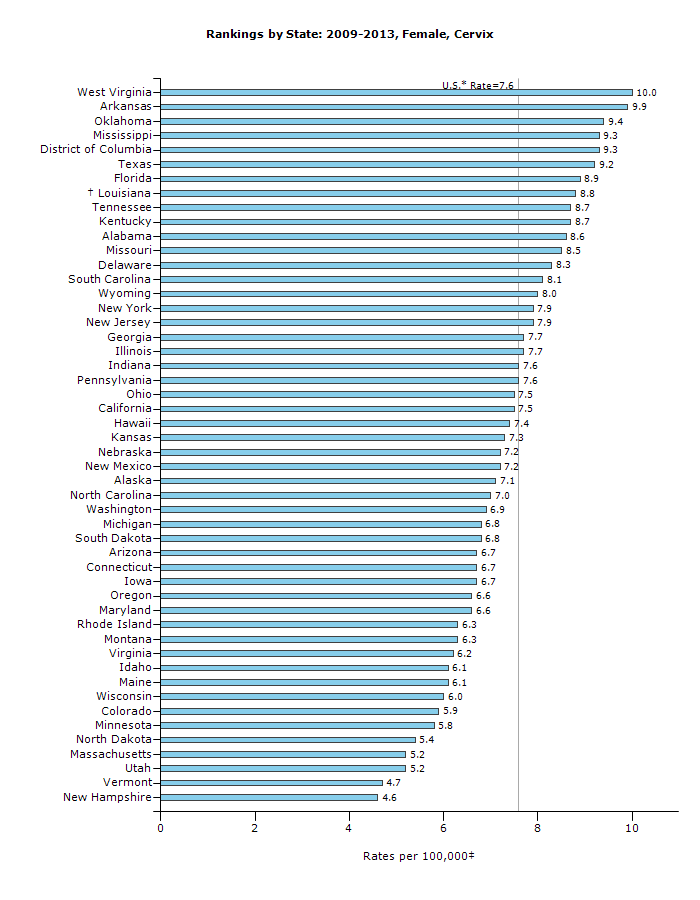 Rankings by State: 2009-2013, Female, Cervix
U.S.* Rate=7.6
West Virginia 10.0
Arkansas 9.9
Oklahoma 9.4
Mississippi 9.3
District of Columbia 9.3
Texas 9.2
Florida 8.9
† Louisiana 8.8
Tennessee 8.7
Kentucky 8.7
Alabama 8.6
Missouri 8.5
Delaware 8.3
South Carolina 8.1
Wyoming 8.0
New York 7.9
New Jersey 7.9
Georgia 7.7
Illinois 7.7
Indiana 7.6
Pennsylvania 7.6
Ohio 7.5
California 7.5
Hawaii 7.4
Kansas 7.3
Nebraska 7.2
New Mexico 7.2
Alaska 7.1
North Carolina 7.0
Washington 6.9
Michigan 6.8
South Dakota 6.8
Arizona 6.7
Connecticut 6.7
Iowa 6.7
Oregon 6.6
Maryland 6.6
Rhode Island 6.3
Montana 6.3
Virginia 6.2
Idaho 6.1
Maine 6.1
Wisconsin 6.0
Colorado 5.9
Minnesota 5.8
North Dakota 5.4
Massachusetts 5.2
Utah 5.2
Vermont 4.7
New Hampshire 4.6
0 2 4 6 8 10
Rates per 100,000‡